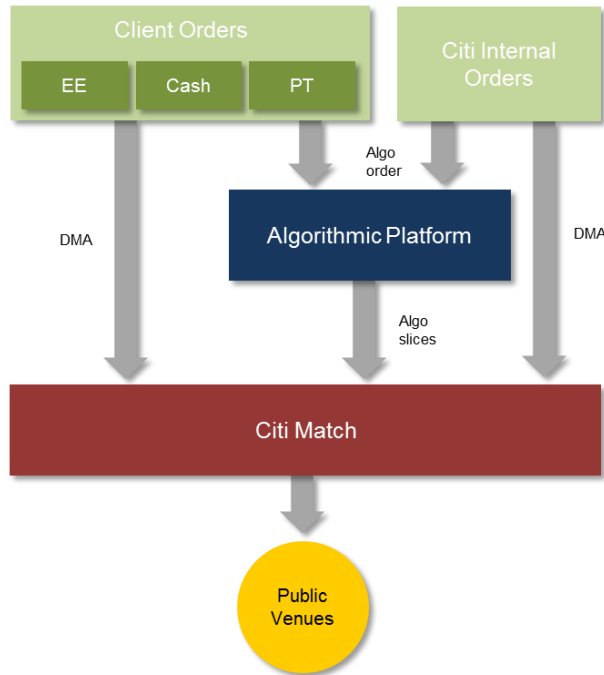 Client Orders
EE
Cash
PT
Citi Internal
Orders
Algo
order
DMA
Algorithmic Platform
DMA
Algo
slices
Citi Match
Public
Venues